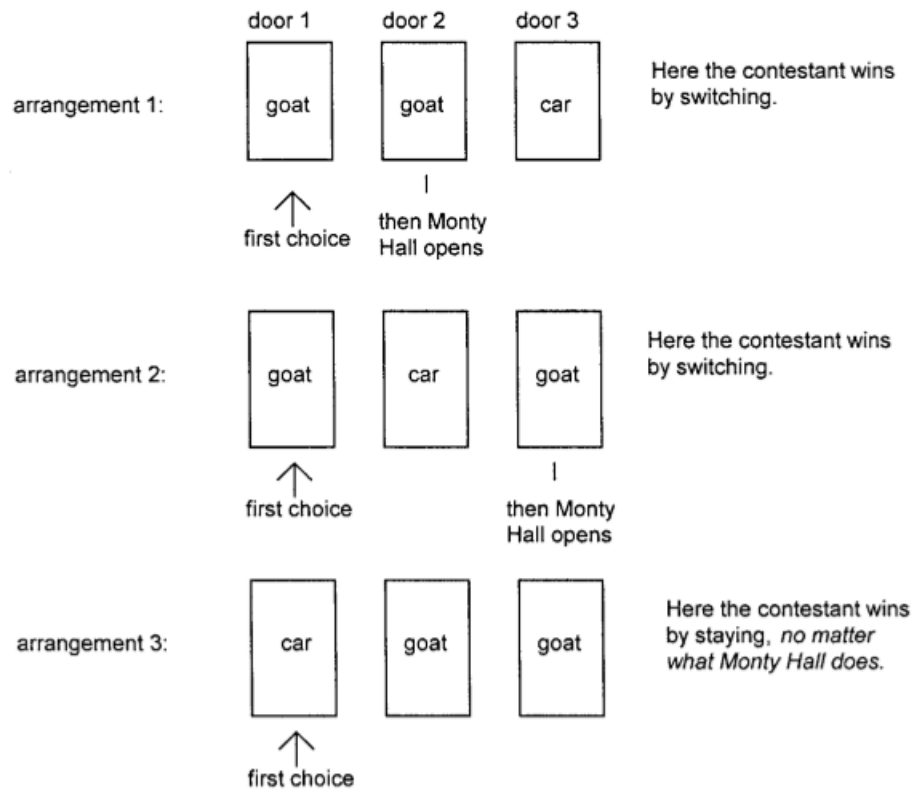 door 1 door 2 door 3
arrangement 1:
goat goat car
Here the contestant wins
by switching.
first choice
then Monty
Hall opens
arrangement 2:
goat car goat
Here the contestant wins
by switching.
first choice
then Monty
Hall opens
arrangement 3:
car goat goat
Here the contestant wins
by staying, no matter
what Monty Hall does.
first choice